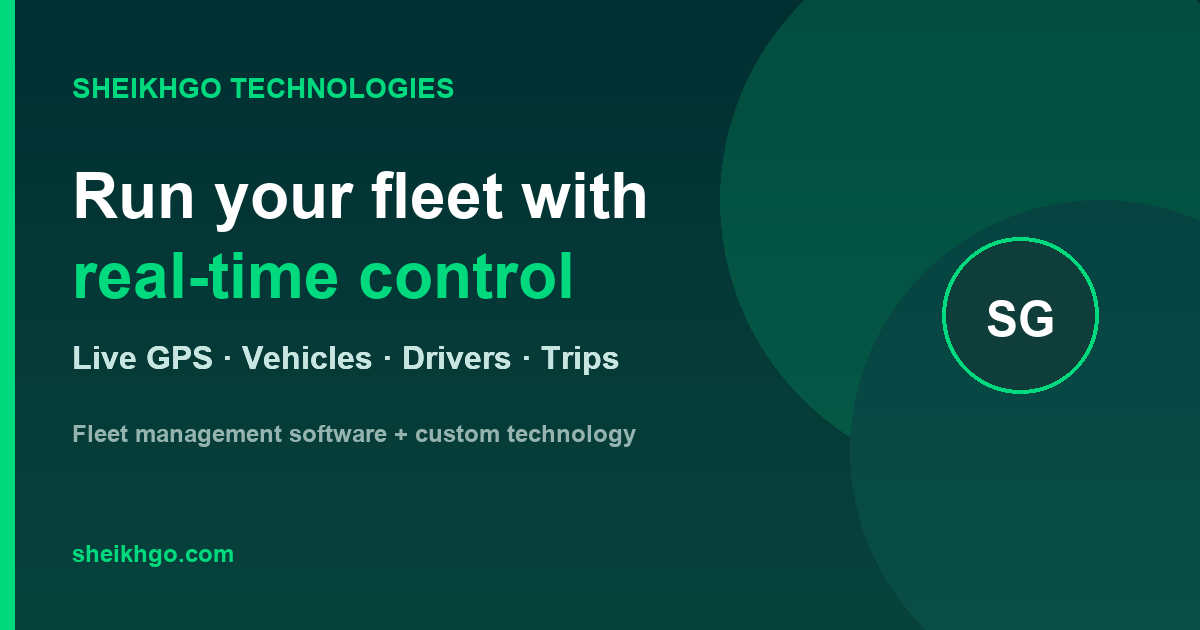 SHEIKHGO TECHNOLOGIES
Run your fleet with
real-time control
Live GPS · Vehicles · Drivers · Trips
Fleet management software + custom technology
sheikhgo.com
SG